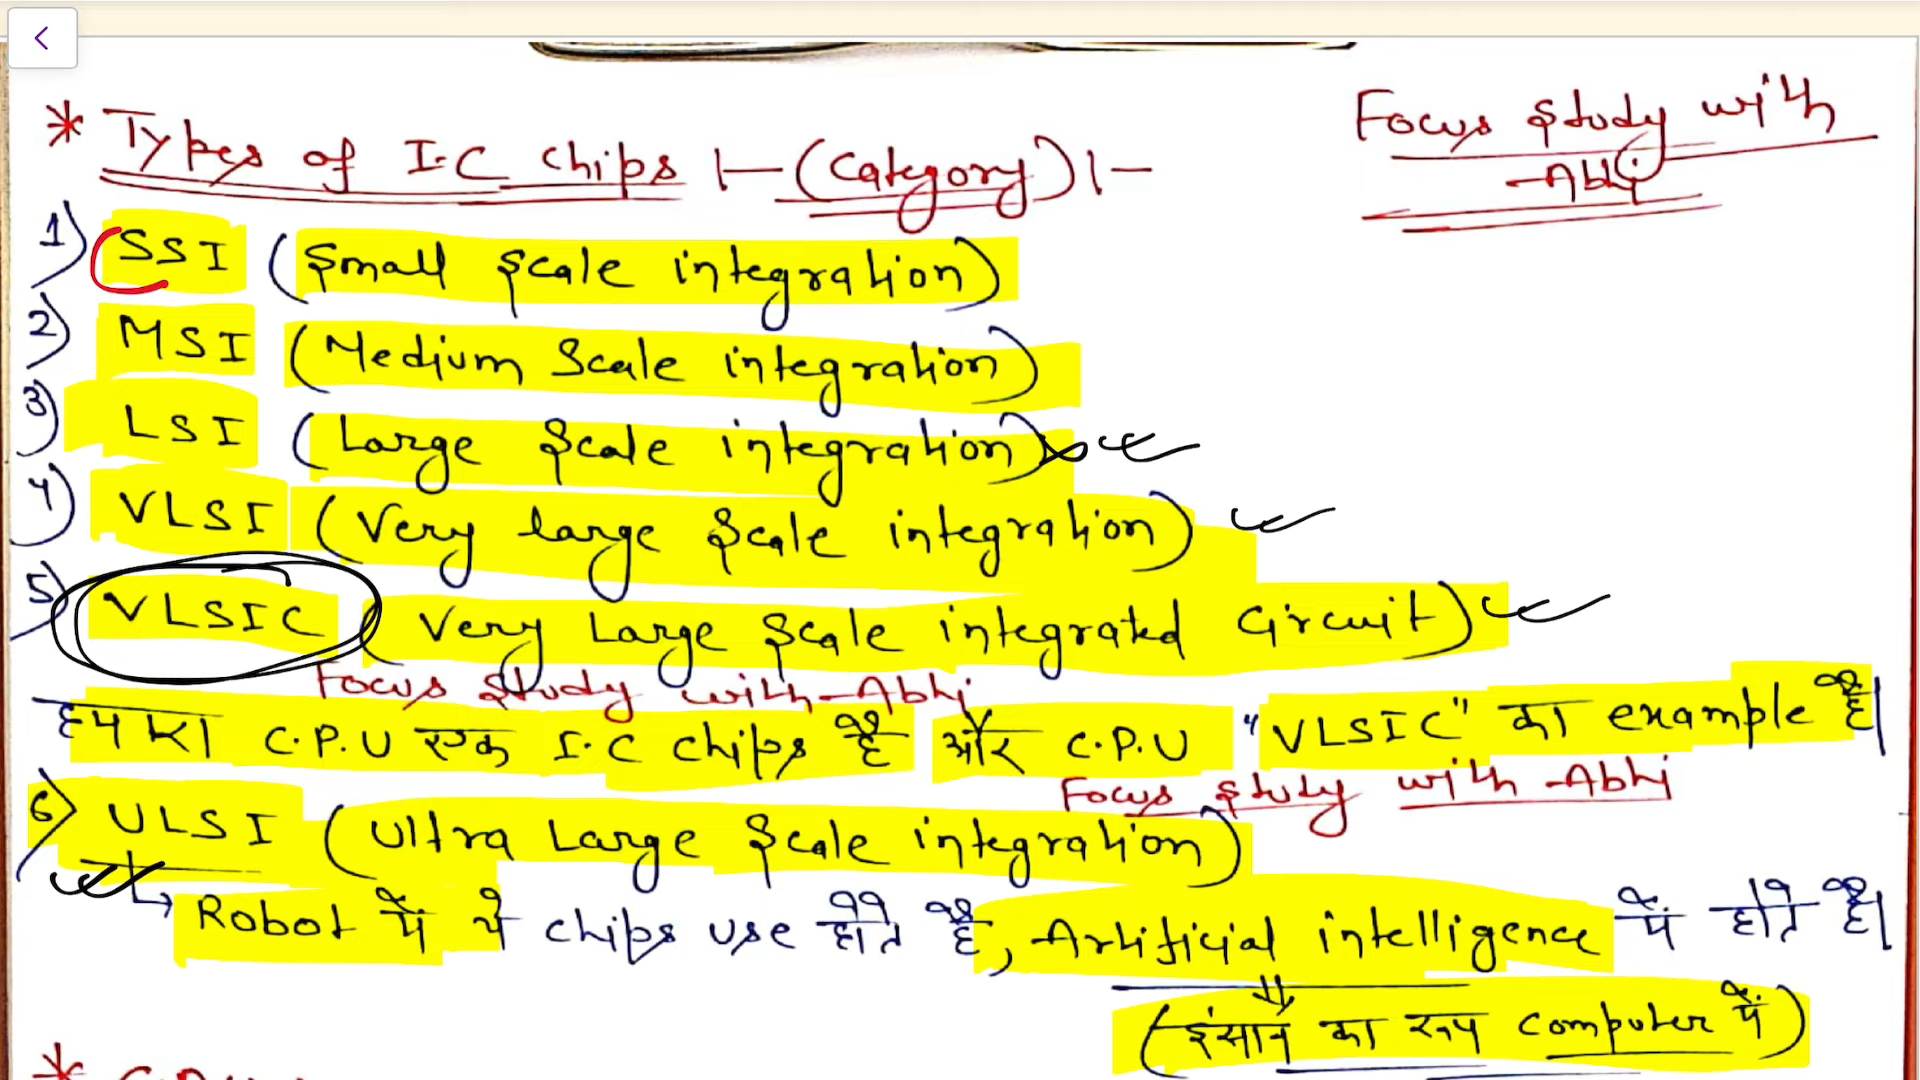 * Types of I.C chips :- (Category) :-
Focus Study with
Abhi
1) SSI (Small Scale integration)
2) MSI (Medium Scale integration)
3) LSI (Large Scale integration)
4) VLSI (Very large Scale integration)
5) VLSIC (Very Large Scale integrated Circuit)
Focus Study with Abhi
हमारा C.P.U एक I.C chips है और C.P.U "VLSIC" का example है।
Focus Study with Abhi
6) ULSI (Ultra Large Scale integration)
Robot में ये chips use होते हैं, Artificial intelligence में होते हैं।
(इंसान का रूप computer में)
*